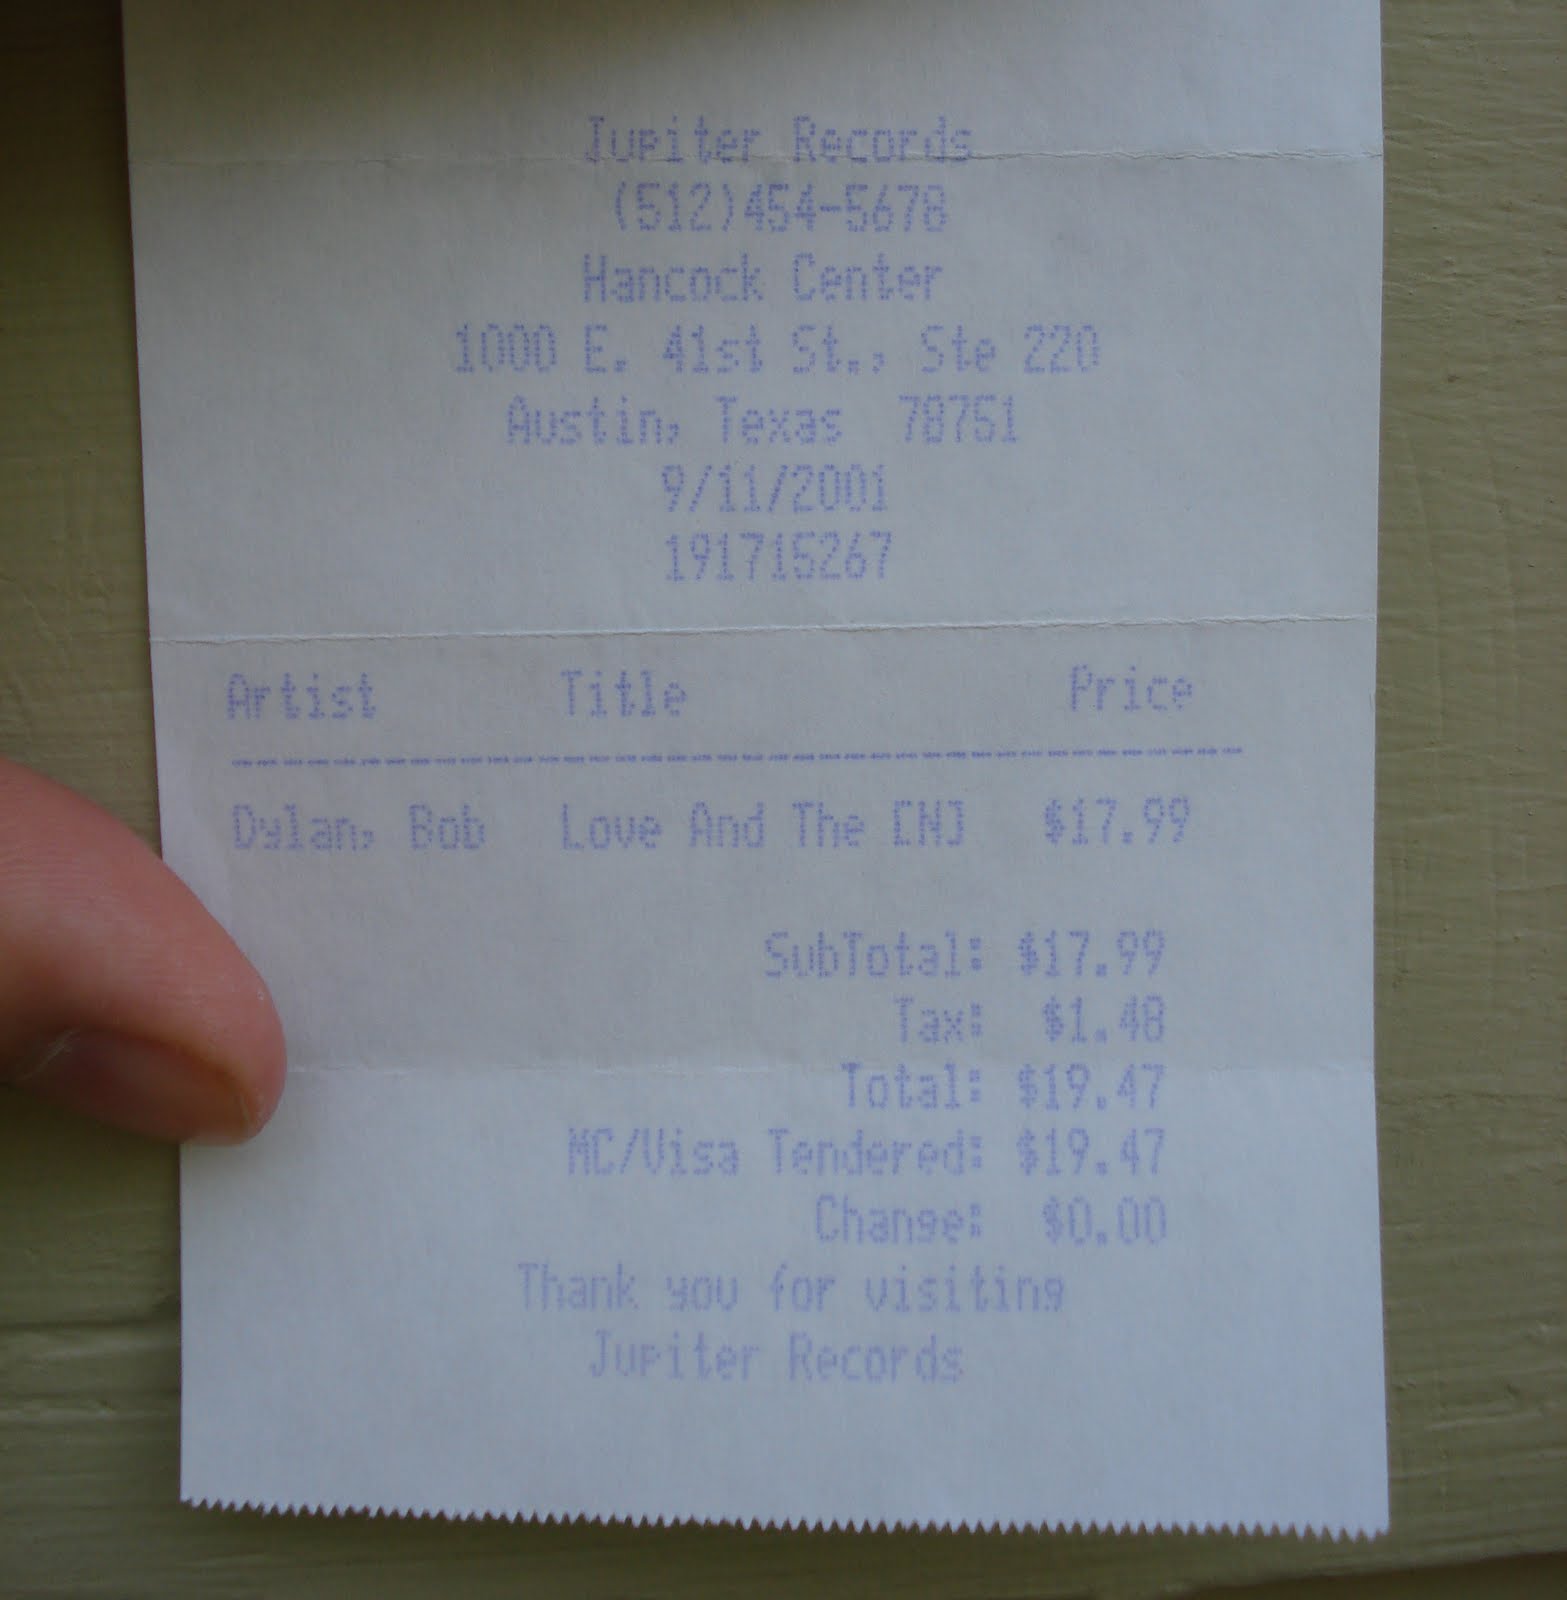 Jupiter Records
(512)454-5678
Hancock Center
1000 E. 41st St., Ste 220
Austin, Texas 78751
9/11/2001
191715267
Artist Title Price
----------------------------------------
Dylan, Bob Love And The [N] $17.99
SubTotal: $17.99
Tax: $1.48
Total: $19.47
MC/Visa Tendered: $19.47
Change: $0.00
Thank you for visiting
Jupiter Records